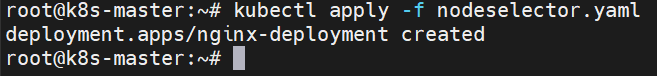 root@k8s-master:~# kubectl apply -f nodeselector.yaml
deployment.apps/nginx-deployment created
root@k8s-master:~#